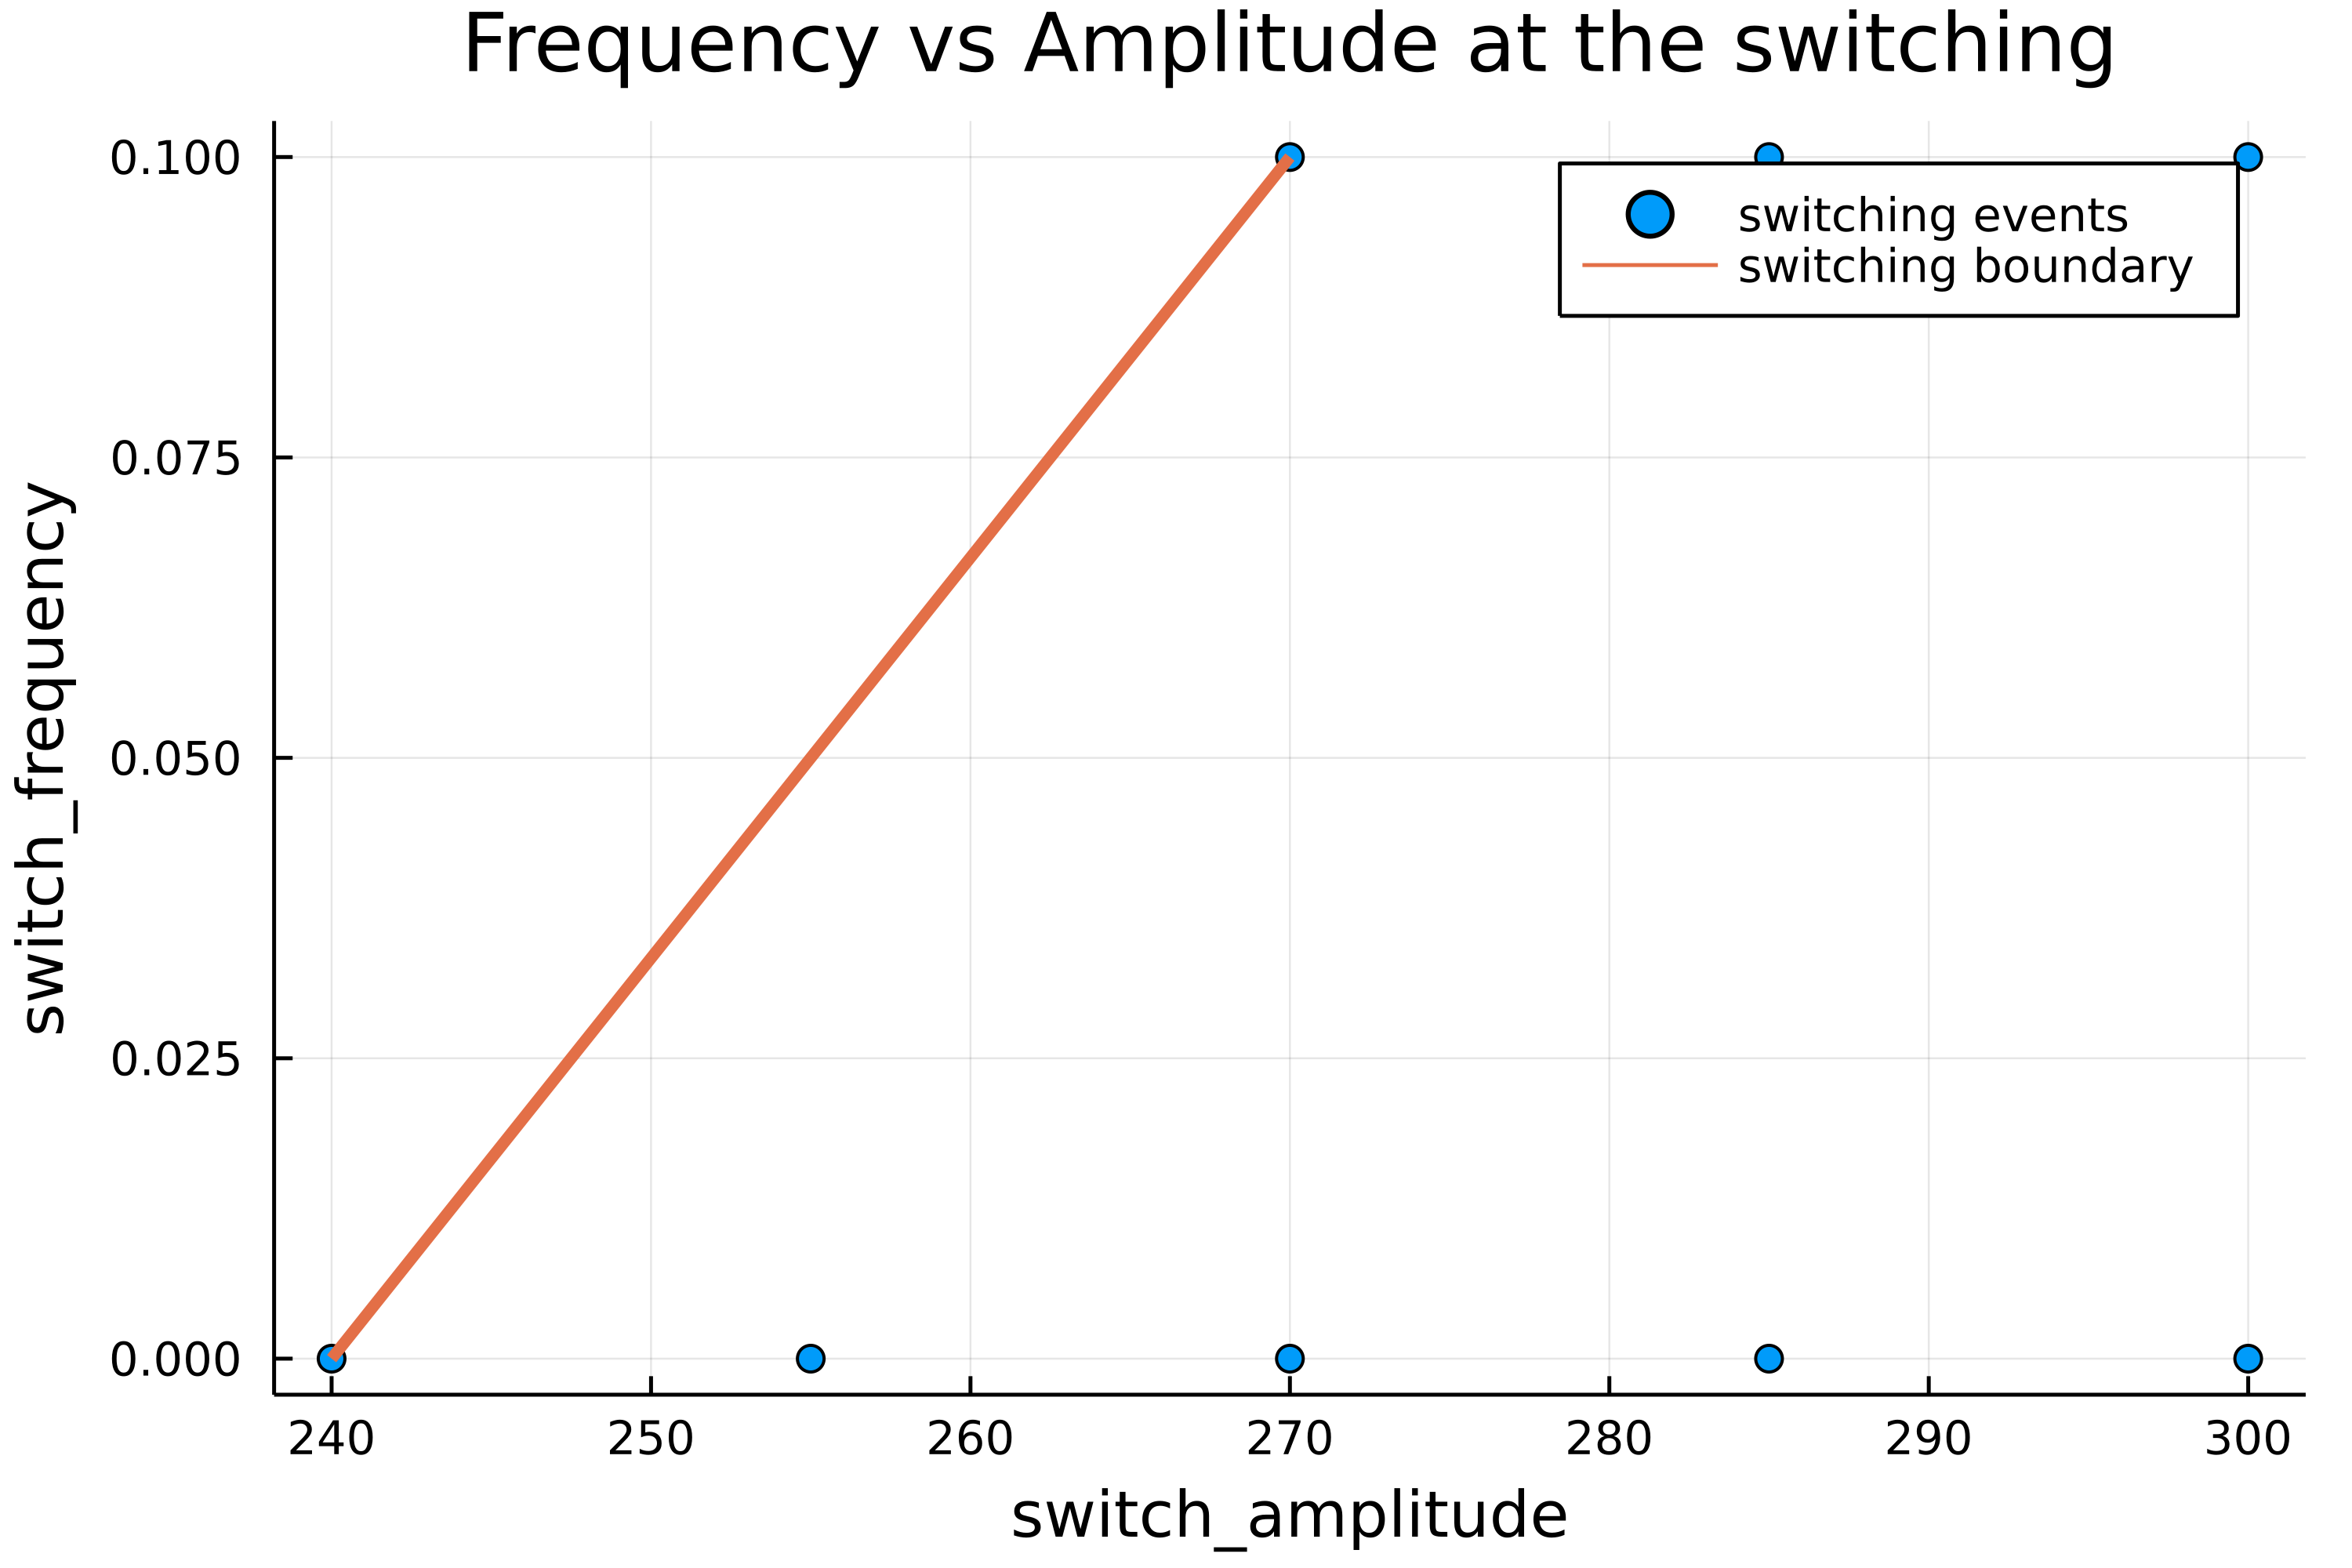 Frequency vs Amplitude at the switching
switching events
switching boundary
switch_frequency
0.100
0.075
0.050
0.025
0.000
240 250 260 270 280 290 300
switch_amplitude